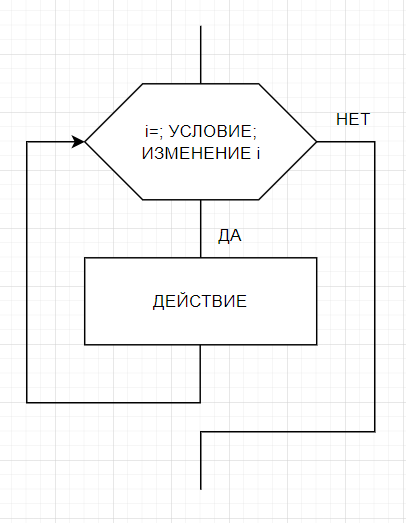 i=; УСЛОВИЕ;
ИЗМЕНЕНИЕ i
НЕТ
ДА
ДЕЙСТВИЕ